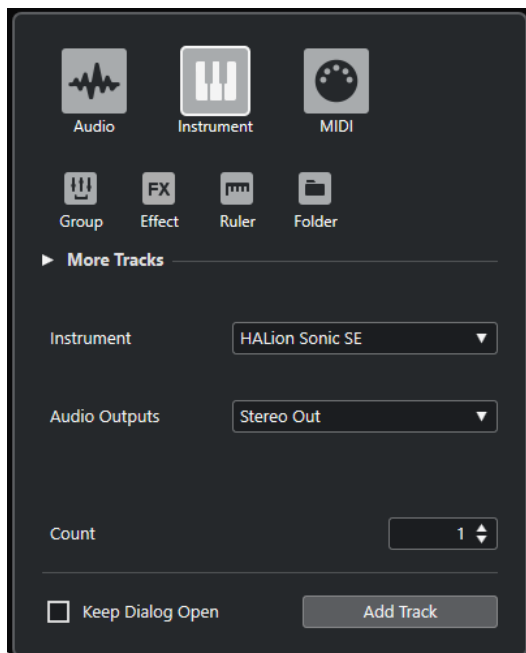 Audio Instrument MIDI
FX
Group Effect Ruler Folder
More Tracks
Instrument HALion Sonic SE
Audio Outputs Stereo Out
Count 1
Keep Dialog Open Add Track